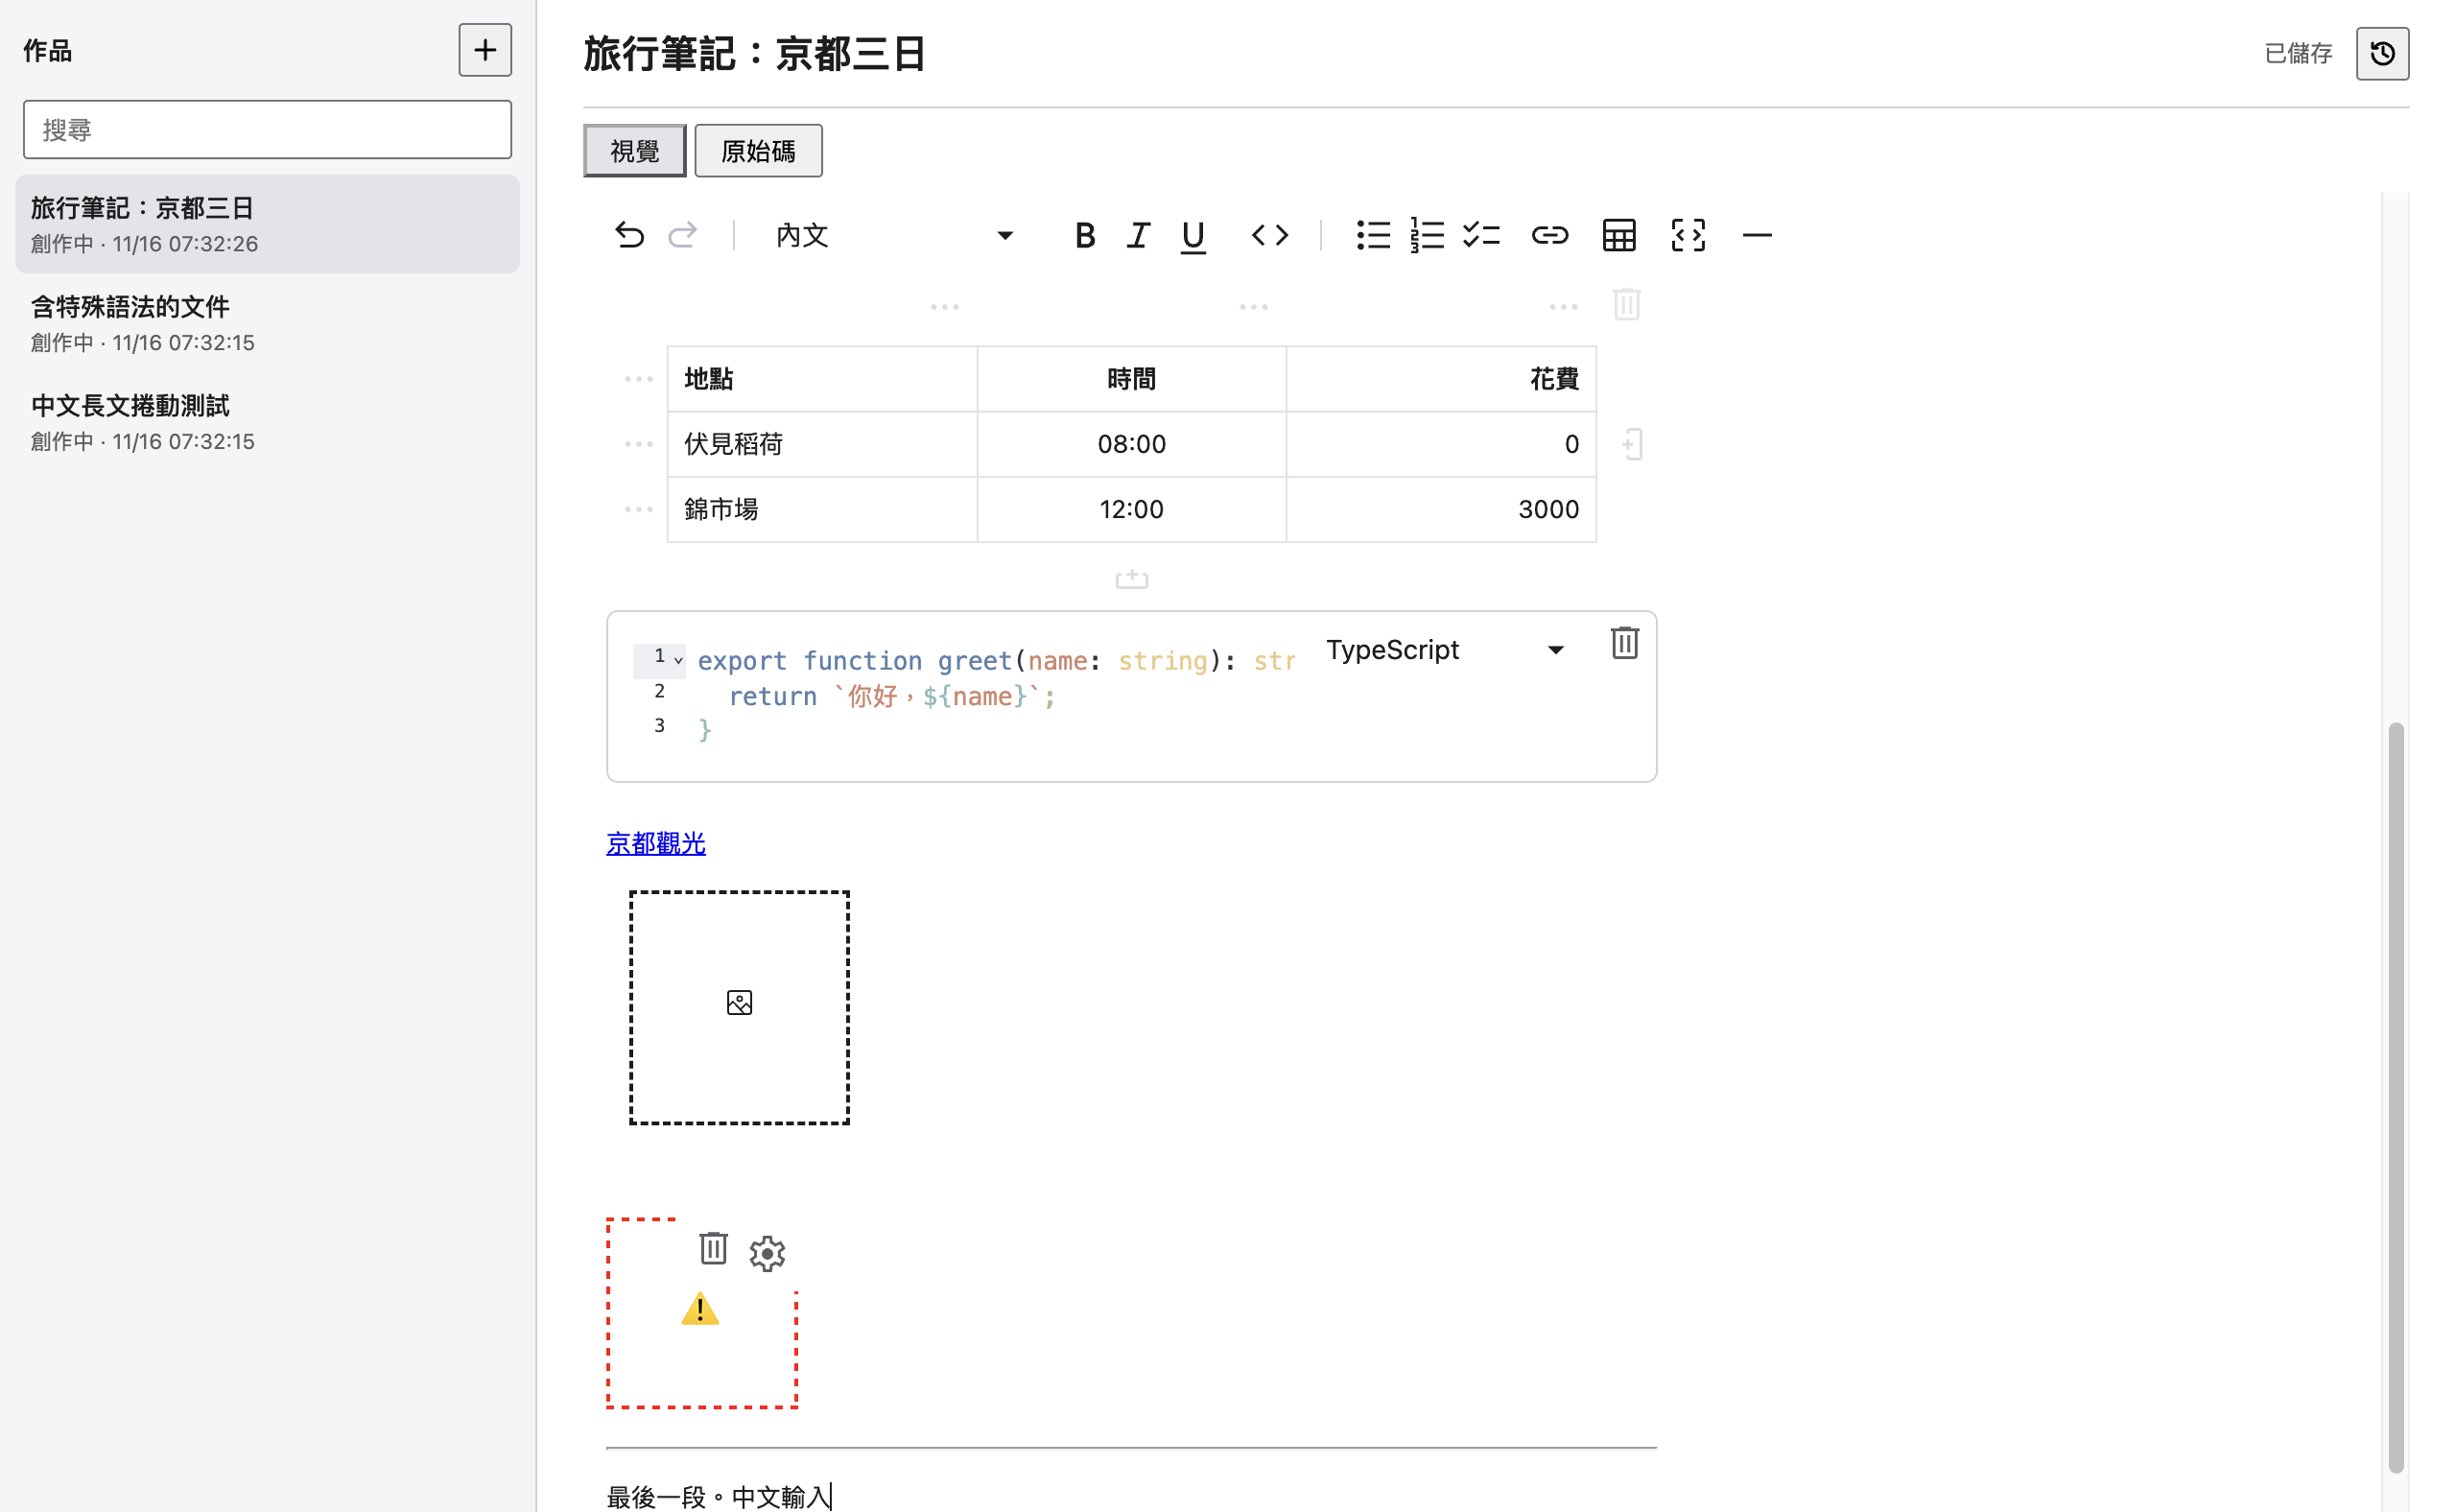 作品
搜尋
旅行筆記：京都三日
創作中 · 11/16 07:32:26
含特殊語法的文件
創作中 · 11/16 07:32:15
中文長文捲動測試
創作中 · 11/16 07:32:15
旅行筆記：京都三日
已儲存
視覺 原始碼
內文
地點 時間 花費
伏見稻荷 08:00 0
錦市場 12:00 3000
TypeScript
1 export function greet(name: string): str
2 return `你好，${name}`;
3 }
京都觀光
最後一段。中文輸入